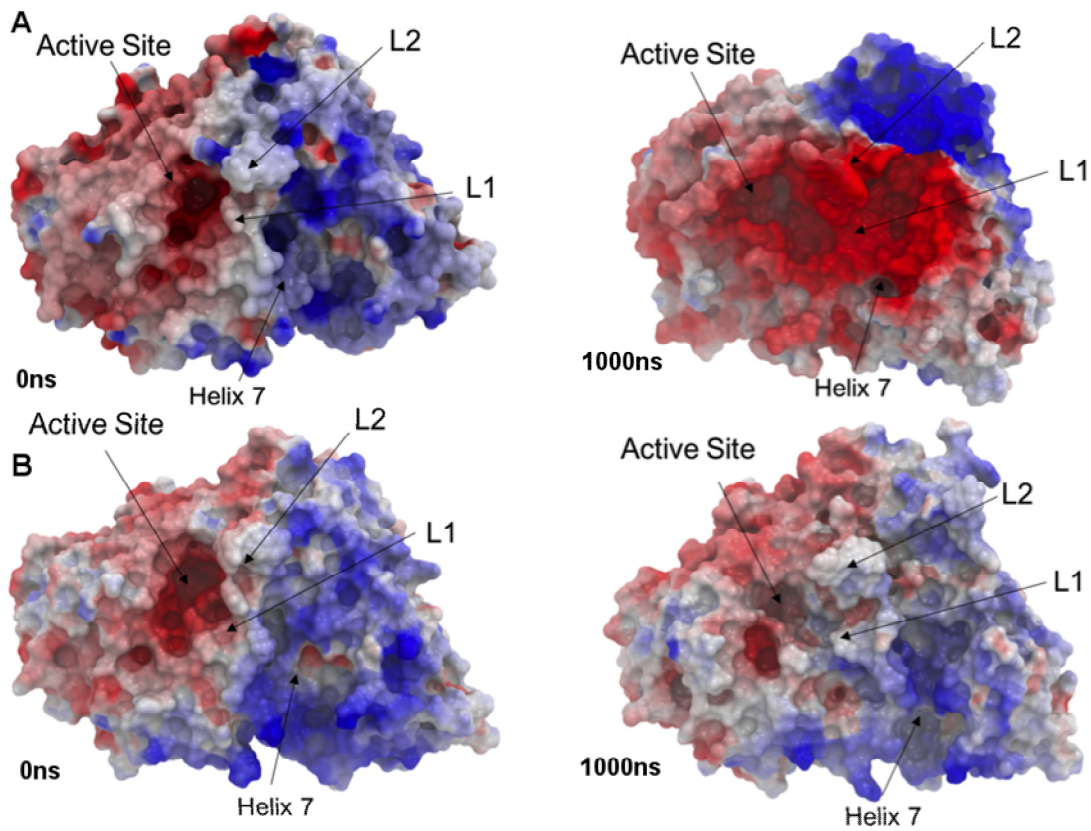 A
Active Site
L2
L1
0ns
Helix 7
Active Site
L2
L1
1000ns
Helix 7
B
Active Site
L2
L1
0ns
Helix 7
Active Site
L2
L1
1000ns
Helix 7